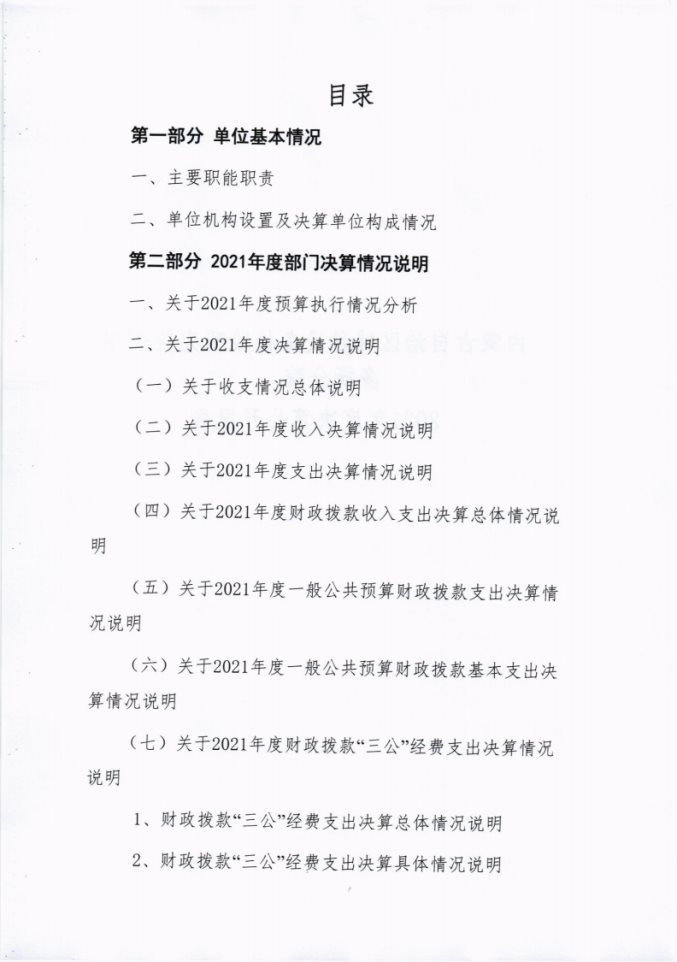 目录
第一部分 单位基本情况
一、主要职能职责
二、单位机构设置及决算单位构成情况
第二部分 2021年度部门决算情况说明
一、关于2021年度预算执行情况分析
二、关于2021年度决算情况说明
（一）关于收支情况总体说明
（二）关于2021年度收入决算情况说明
（三）关于2021年度支出决算情况说明
（四）关于2021年度财政拨款收入支出决算总体情况说
明
（五）关于2021年度一般公共预算财政拨款支出决算情
况说明
（六）关于2021年度一般公共预算财政拨款基本支出决
算情况说明
（七）关于2021年度财政拨款“三公”经费支出决算情况
说明
1、财政拨款“三公”经费支出决算总体情况说明
2、财政拨款“三公”经费支出决算具体情况说明